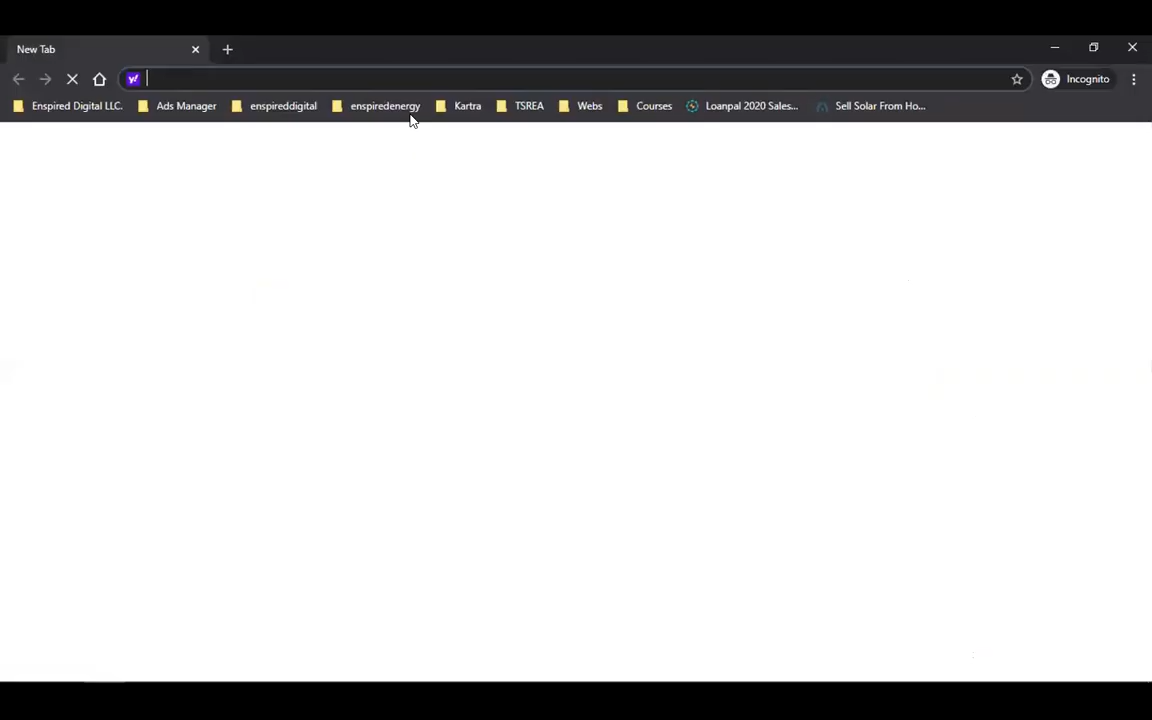 New Tab
y! Incognito
Enspired Digital LLC. Ads Manager enspireddigital enspiredenergy Kartra TSREA Webs Courses Loanpal 2020 Sales... Sell Solar From Ho...